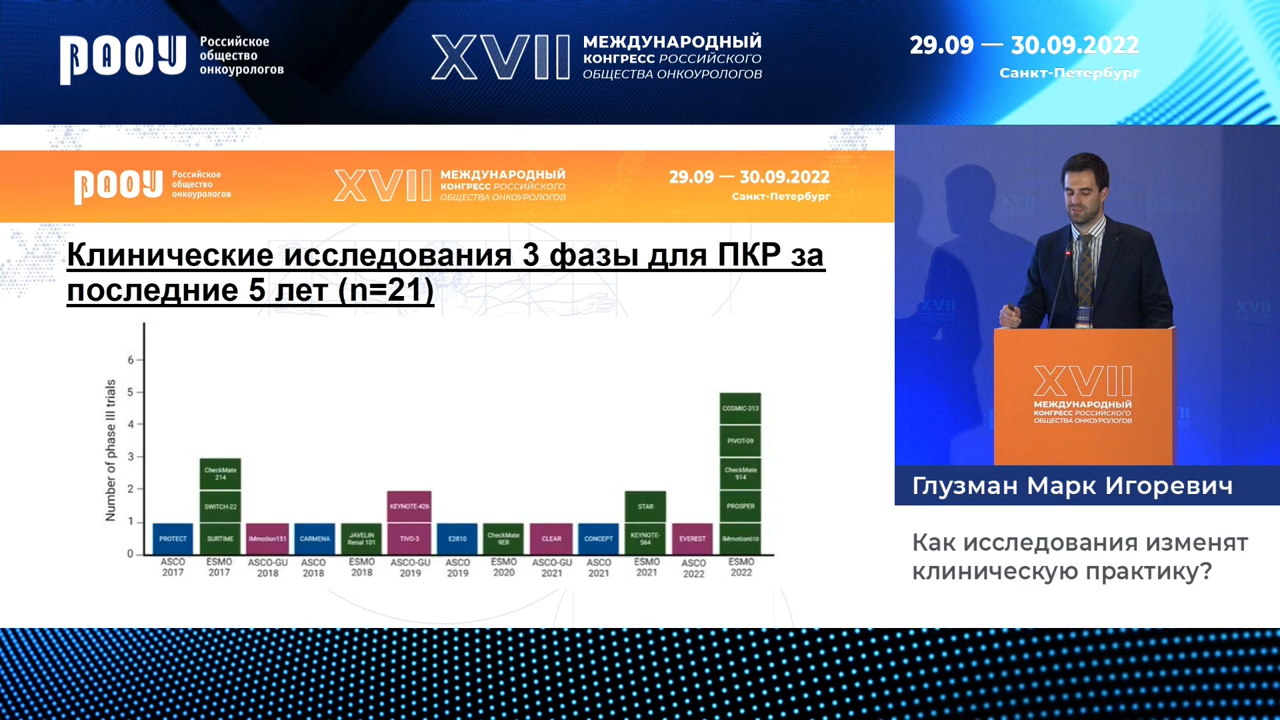 РАОУ
Российское
общество
онкоурологов
XVII
МЕЖДУНАРОДНЫЙ
КОНГРЕСС РОССИЙСКОГО
ОБЩЕСТВА ОНКОУРОЛОГОВ
29.09 — 30.09.2022
Санкт-Петербург
РАОУ
Российское
общество
онкоурологов
XVII
МЕЖДУНАРОДНЫЙ
КОНГРЕСС РОССИЙСКОГО
ОБЩЕСТВА ОНКОУРОЛОГОВ
29.09 — 30.09.2022
Санкт-Петербург
Клинические исследования 3 фазы для ПКР за
последние 5 лет (n=21)
Number of phase III trials
6
5
4
3
2
1
0
COSMIC-313
PIVOT-09
CheckMate
214
CheckMate
914
SWITCH-22
KEYNOTE-426
STAR
PROSPER
PROTECT
SURTIME
IMmotion151
CARMENA
JAVELIN
Renal 101
TIVO-3
E2810
CheckMate
9ER
CLEAR
CONCEPT
KEYNOTE-
564
EVEREST
IMmotion010
ASCO
2017
ESMO
2017
ASCO-GU
2018
ASCO
2018
ESMO
2018
ASCO-GU
2019
ASCO
2019
ESMO
2020
ASCO-GU
2021
ASCO
2021
ESMO
2021
ASCO
2022
ESMO
2022
XVII
МЕЖДУНАРОДНЫЙ
КОНГРЕСС РОССИЙСКОГО
ОБЩЕСТВА ОНКОУРОЛОГОВ
Глузман Марк Игоревич
Как исследования изменят
клиническую практику?